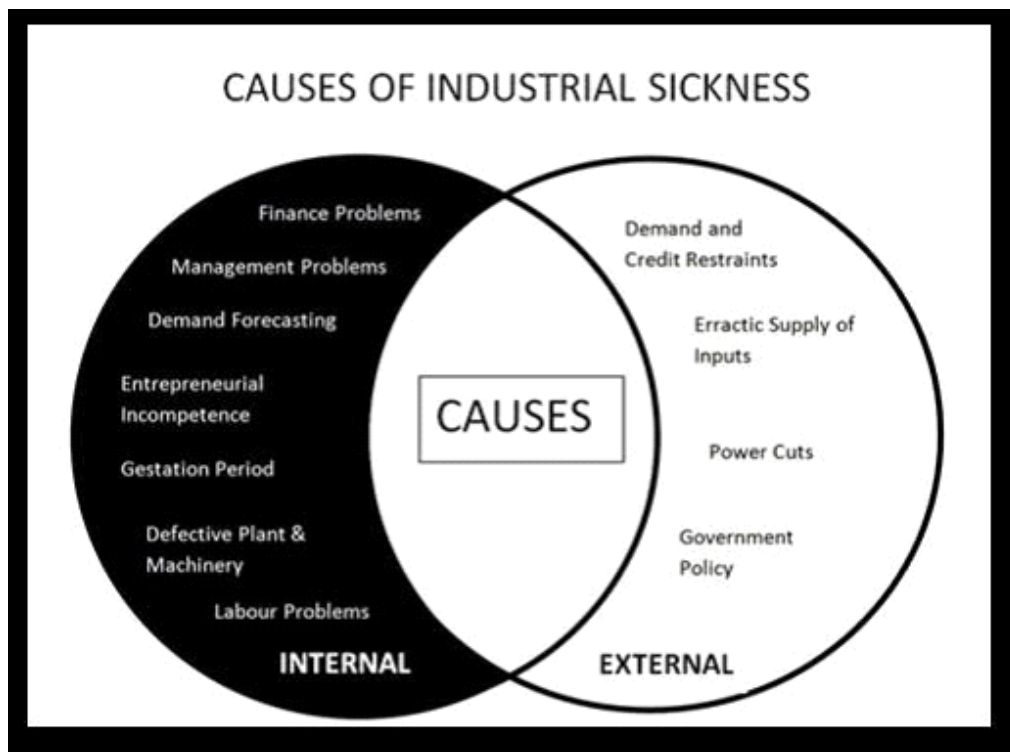 CAUSES OF INDUSTRIAL SICKNESS
Finance Problems
Management Problems
Demand Forecasting
Entrepreneurial
Incompetence
Gestation Period
Defective Plant &
Machinery
Labour Problems
INTERNAL
CAUSES
Demand and
Credit Restraints
Erractic Supply of
Inputs
Power Cuts
Government
Policy
EXTERNAL